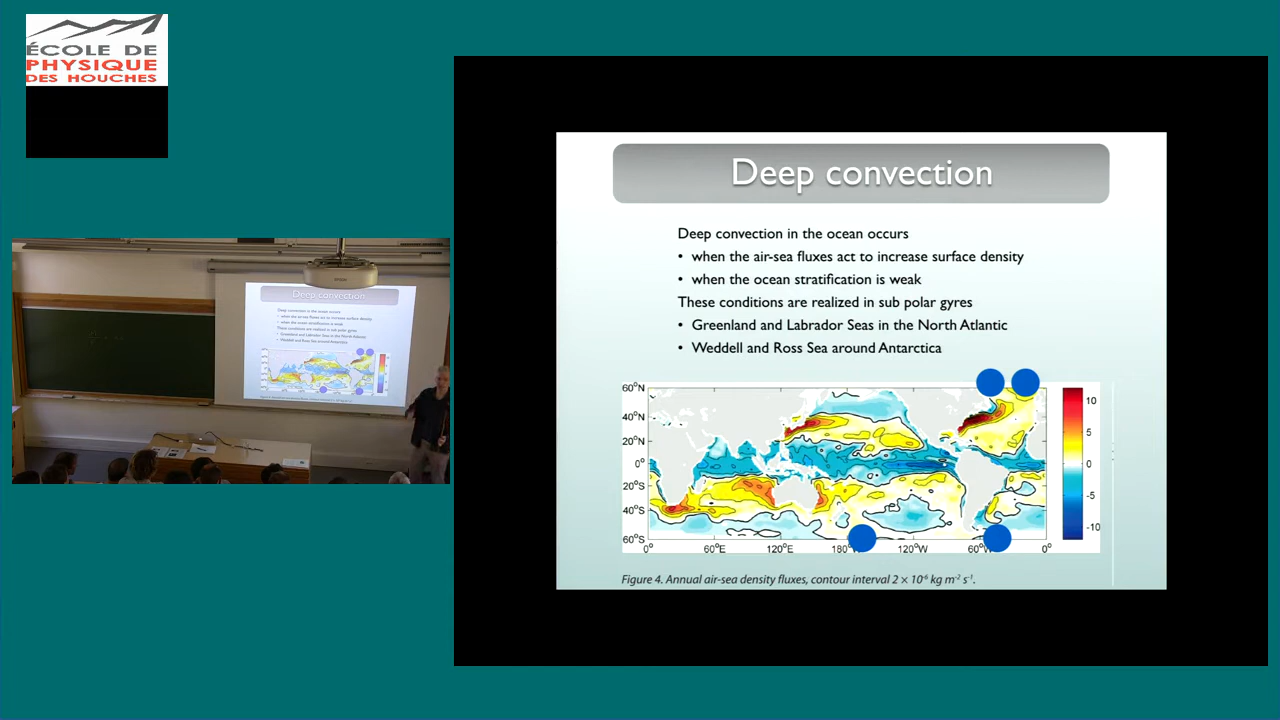 ÉCOLE DE
PHYSIQUE
DES HOUCHES
Deep convection
Deep convection in the ocean occurs
• when the air-sea fluxes act to increase surface density
• when the ocean stratification is weak
These conditions are realized in sub polar gyres
• Greenland and Labrador Seas in the North Atlantic
• Weddell and Ross Sea around Antarctica
60°N
40°N
20°N
0°
20°S
40°S
60°S
0° 60°E 120°E 180° 120°W 60°W 0°
10
5
0
-5
-10
Figure 4. Annual air-sea density fluxes, contour interval 2 × 10⁻⁶ kg m⁻² s⁻¹.
Deep convection